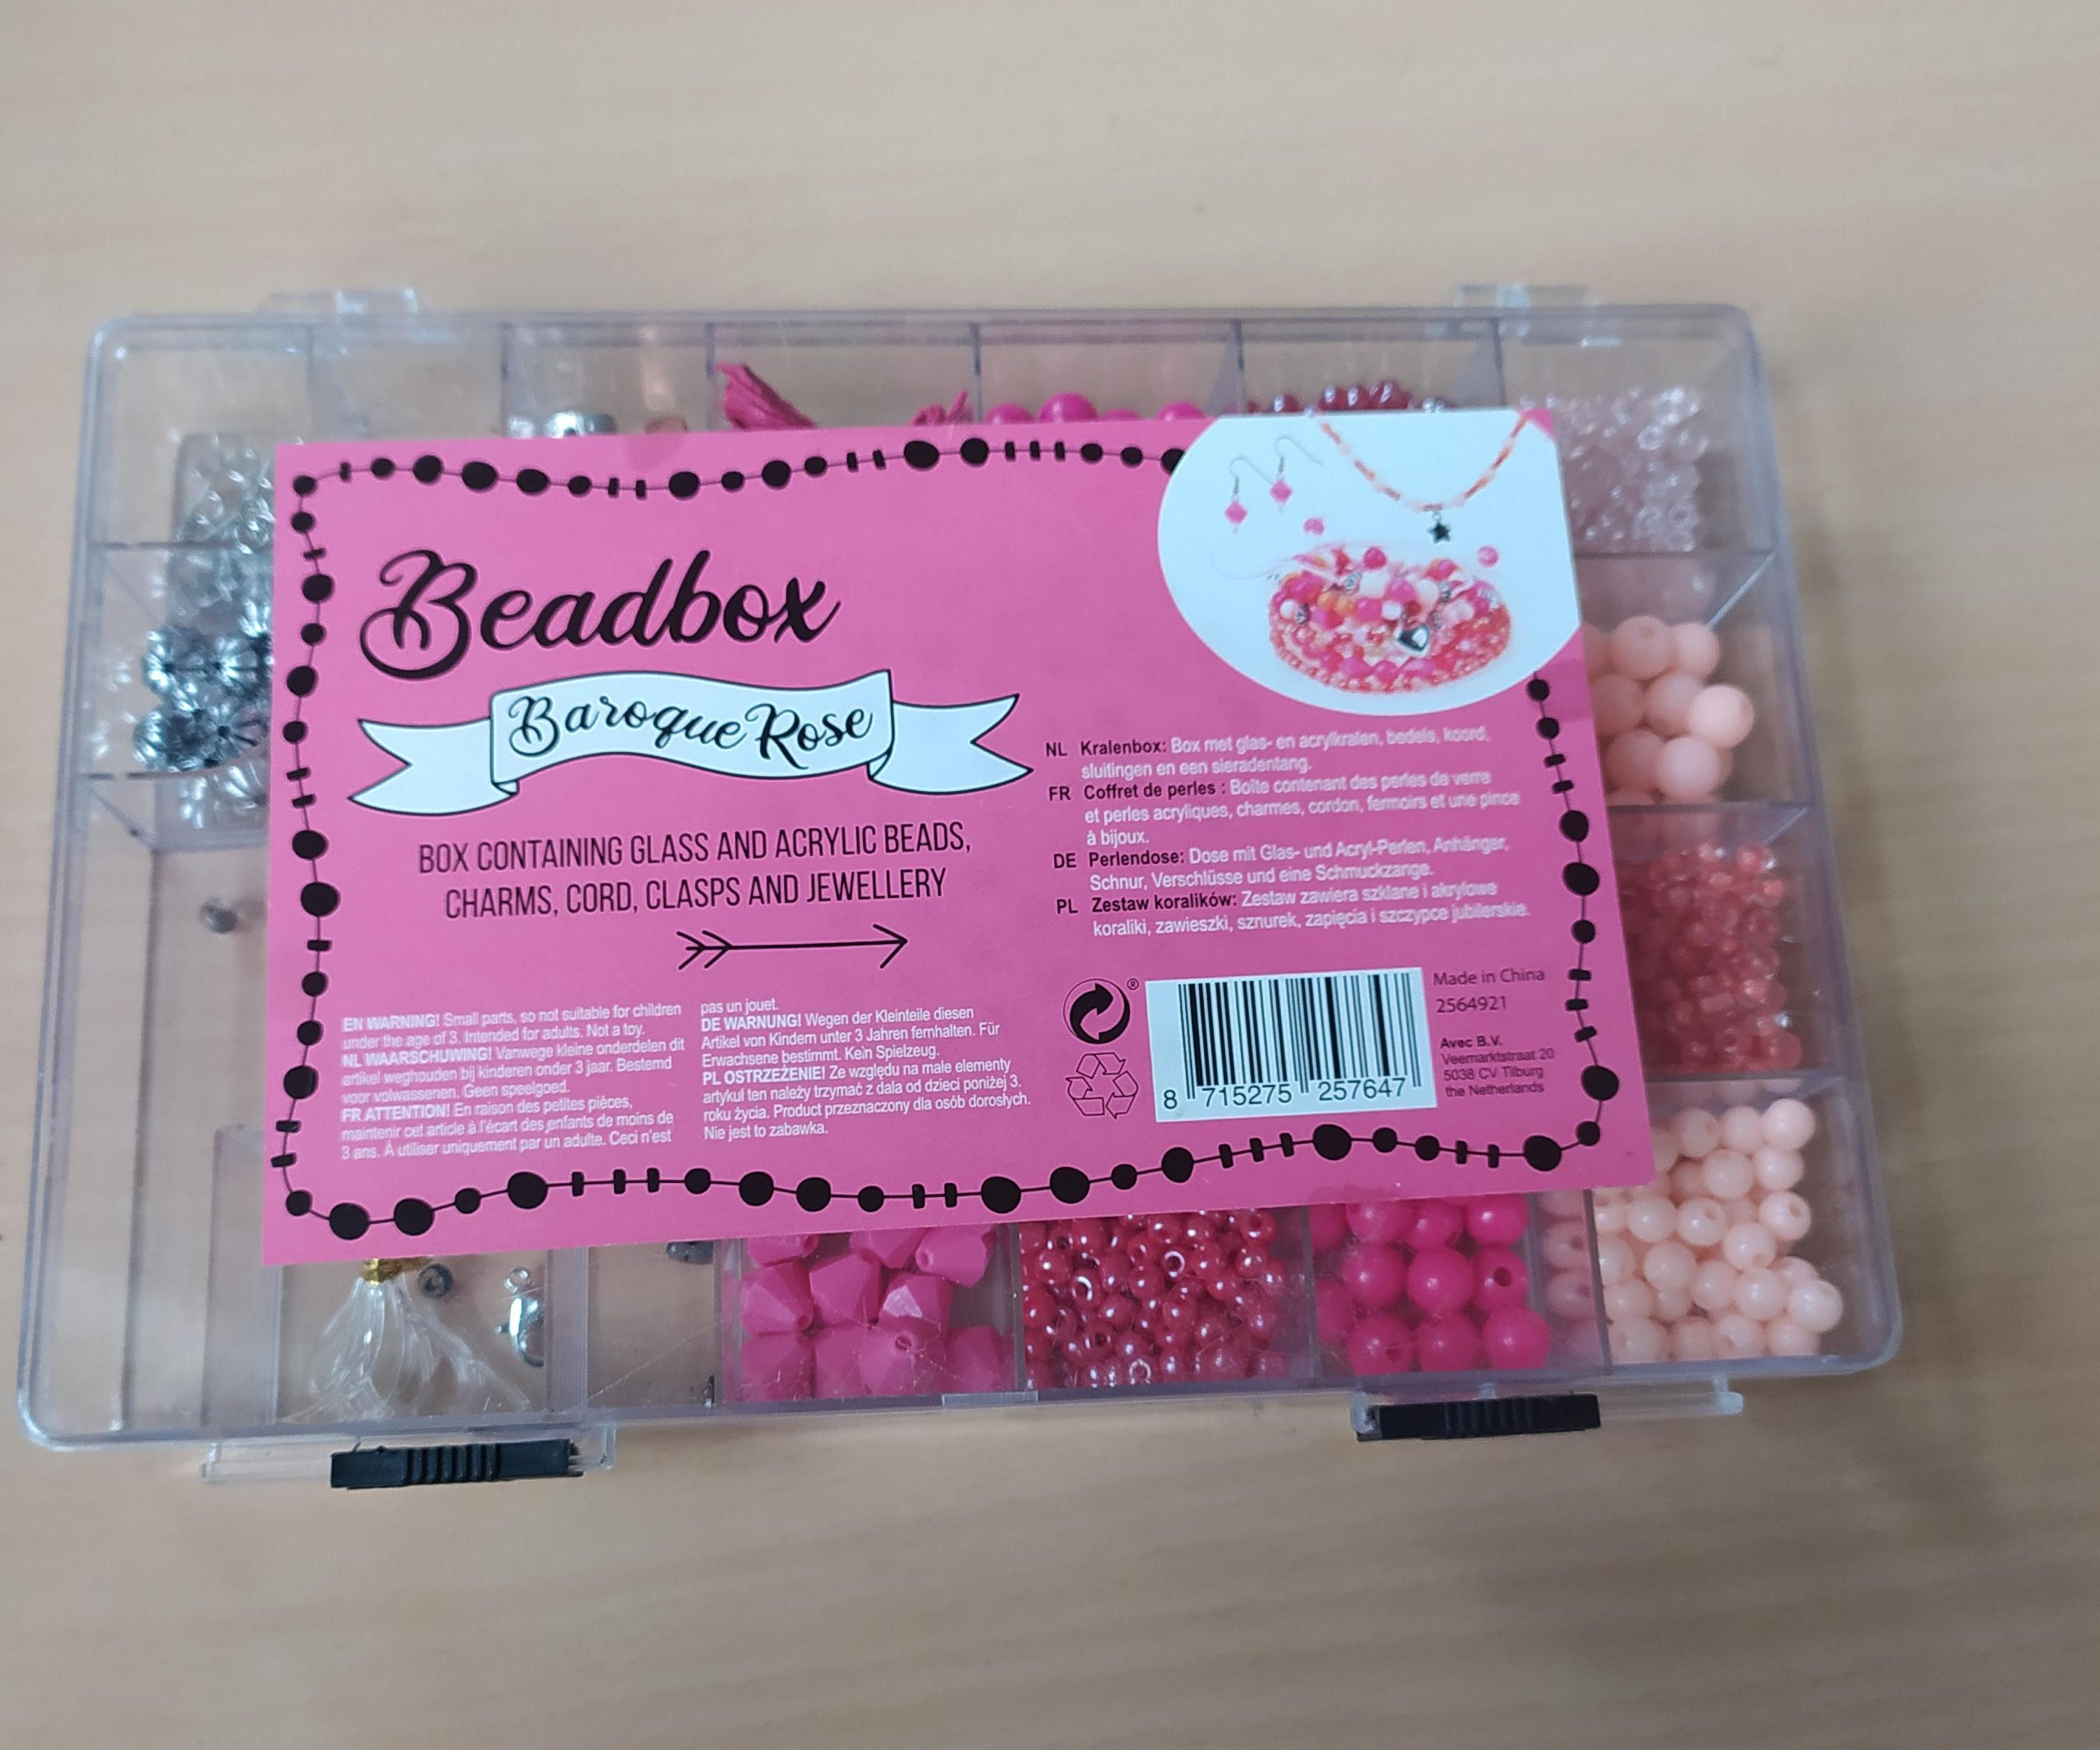 Beadbox
Baroque Rose
BOX CONTAINING GLASS AND ACRYLIC BEADS,
CHARMS, CORD, CLASPS AND JEWELLERY
NL Kralenbox: Box met glas- en acrylkralen, bedels, koord,
sluitingen en een sieradentang.
FR Coffret de perles : Boîte contenant des perles de verre
et perles acryliques, charmes, cordon, fermoirs et une pince
à bijoux.
DE Perlendose: Dose mit Glas- und Acryl-Perlen, Anhänger,
Schnur, Verschlüsse und eine Schmuckzange.
PL Zestaw koralików: Zestaw zawiera szklane i akrylowe
koraliki, zawieszki, sznurek, zapięcia i szczypce jubilerskie.
EN WARNING! Small parts, so not suitable for children
under the age of 3. Intended for adults. Not a toy.
NL WAARSCHUWING! Vanwege kleine onderdelen dit
artikel weghouden bij kinderen onder 3 jaar. Bestemd
voor volwassenen. Geen speelgoed.
FR ATTENTION! En raison des petites pièces,
maintenir cet article à l'écart des enfants de moins de
3 ans. À utiliser uniquement par un adulte. Ceci n'est
pas un jouet.
DE WARNUNG! Wegen der Kleinteile diesen
Artikel von Kindern unter 3 Jahren fernhalten. Für
Erwachsene bestimmt. Kein Spielzeug.
PL OSTRZEŻENIE! Ze względu na małe elementy
artykuł ten należy trzymać z dala od dzieci poniżej 3.
roku życia. Product przeznaczony dla osób dorosłych.
Nie jest to zabawka.
®
8 715275 257647
Made in China
2564921
Avec B.V.
Veemarktstraat 20
5038 CV Tilburg
the Netherlands